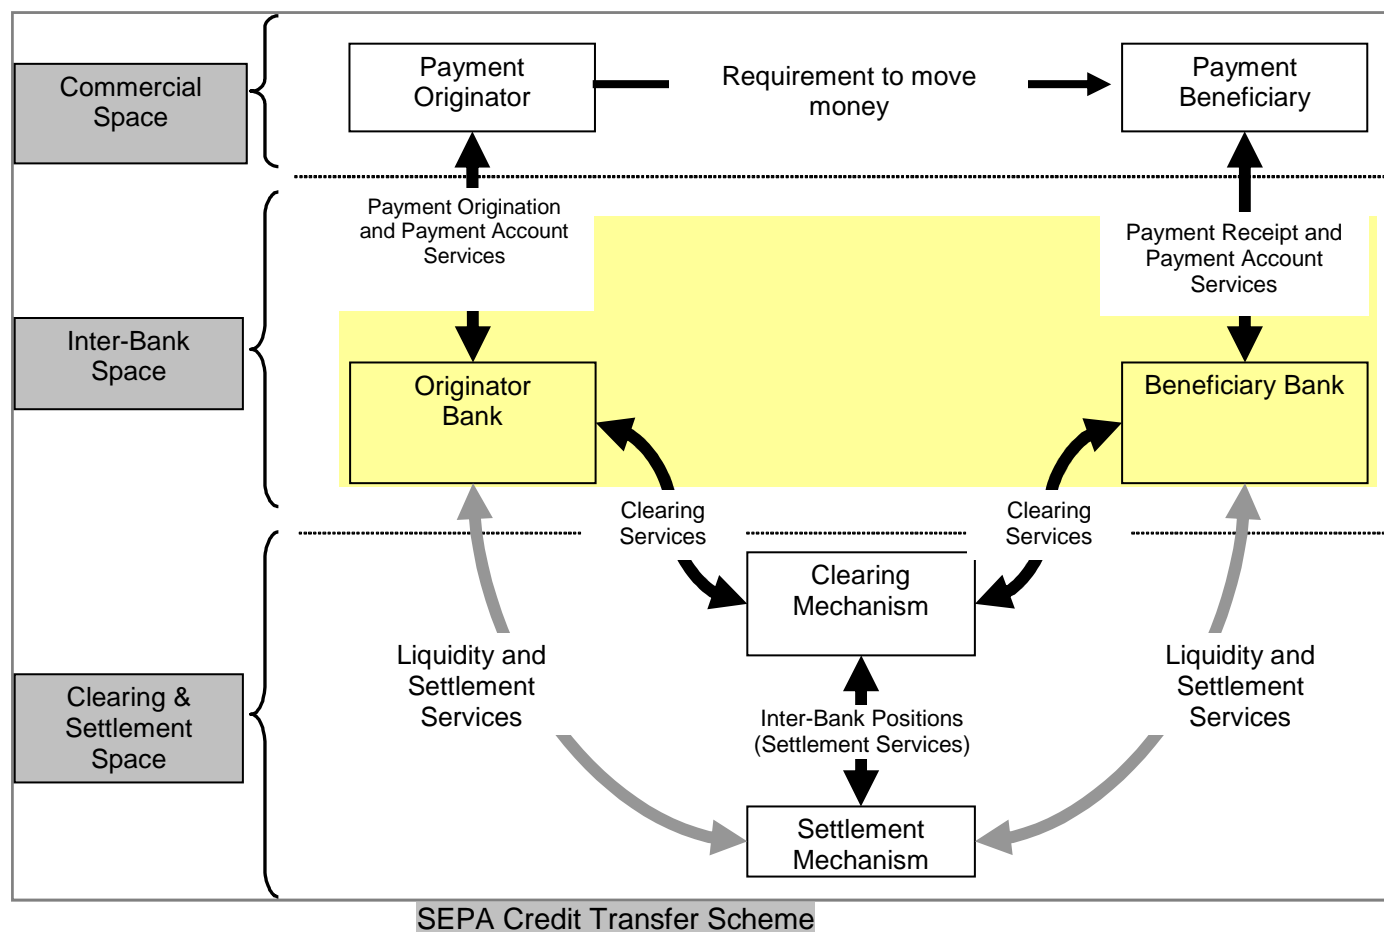 Commercial
Space
Payment
Originator
Requirement to move
money
Payment
Beneficiary
Payment Origination
and Payment Account
Services
Payment Receipt and
Payment Account
Services
Inter-Bank
Space
Originator
Bank
Beneficiary Bank
Clearing
Services
Clearing
Services
Clearing
Mechanism
Liquidity and
Settlement
Services
Liquidity and
Settlement
Services
Clearing &
Settlement
Space
Inter-Bank Positions
(Settlement Services)
Settlement
Mechanism
SEPA Credit Transfer Scheme